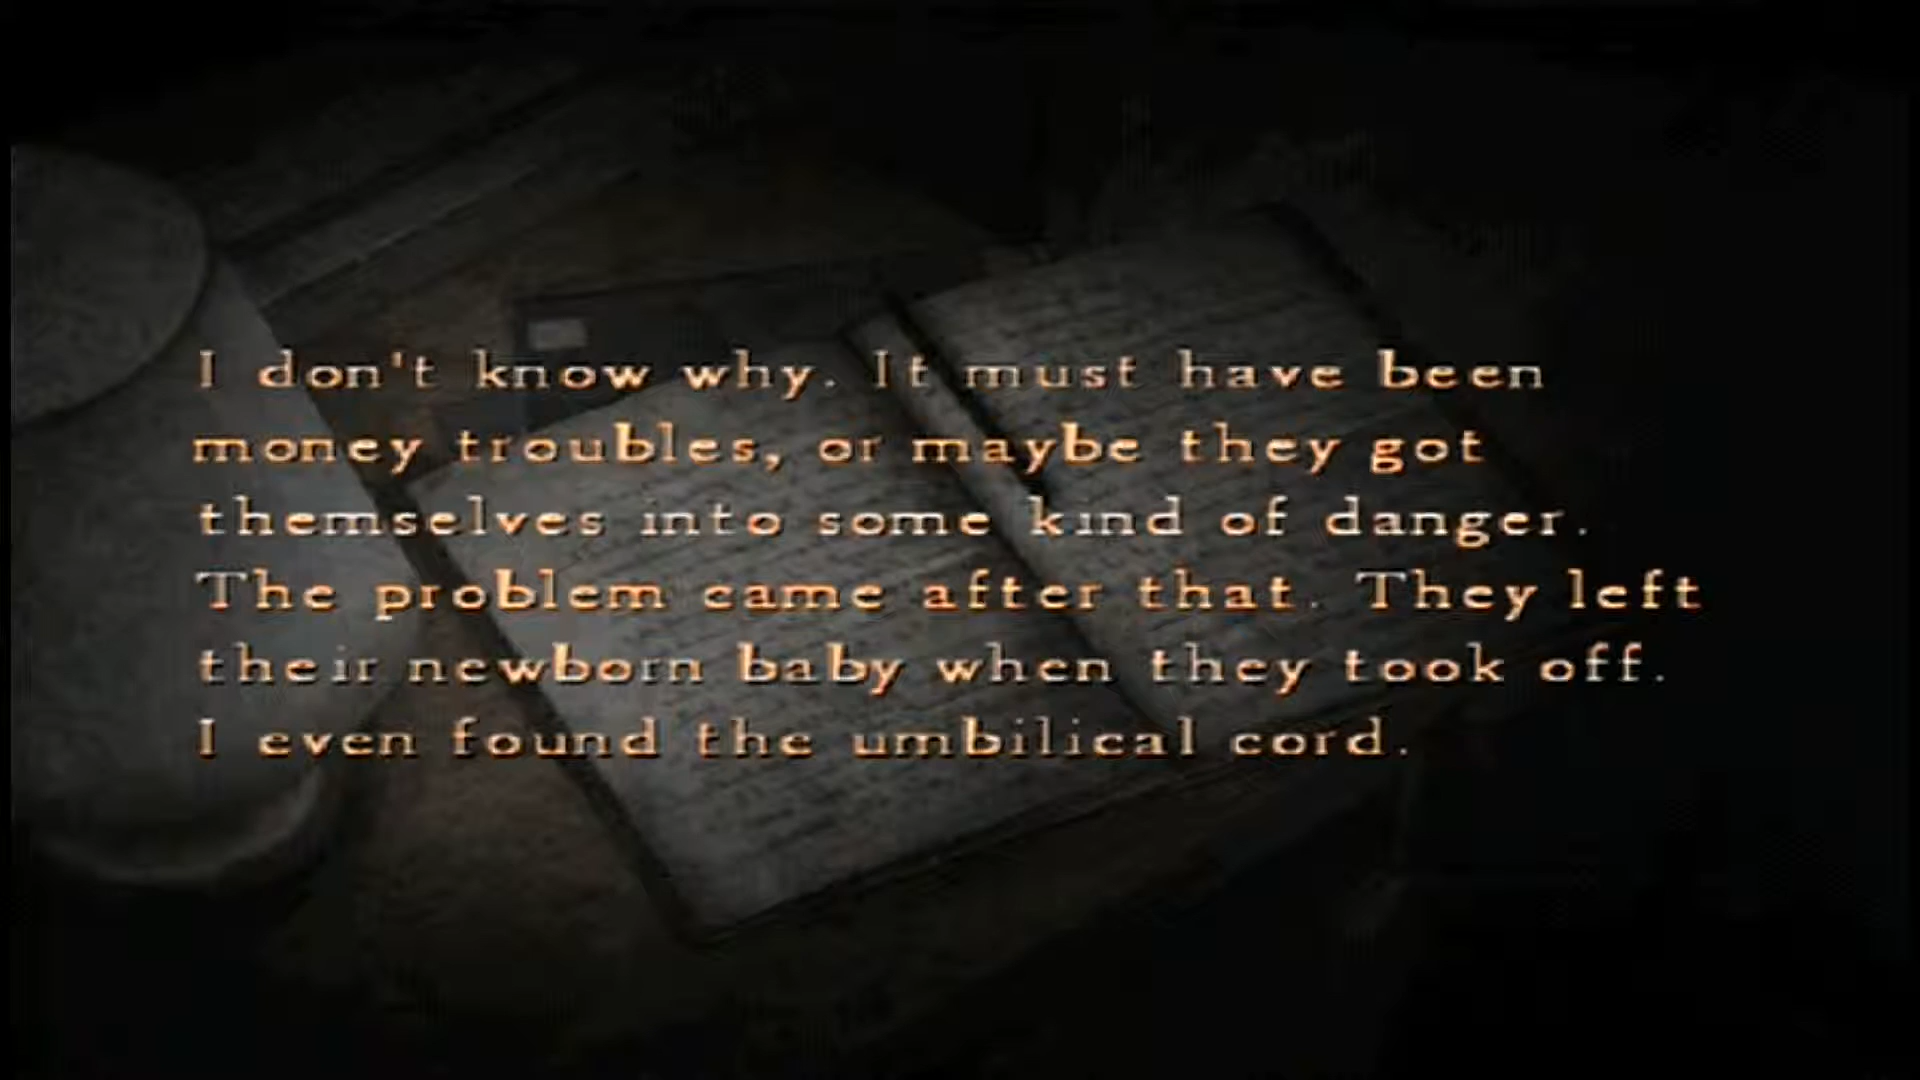 I don't know why. It must have been
money troubles, or maybe they got
themselves into some kind of danger.
The problem came after that. They left
their newborn baby when they took off.
I even found the umbilical cord.